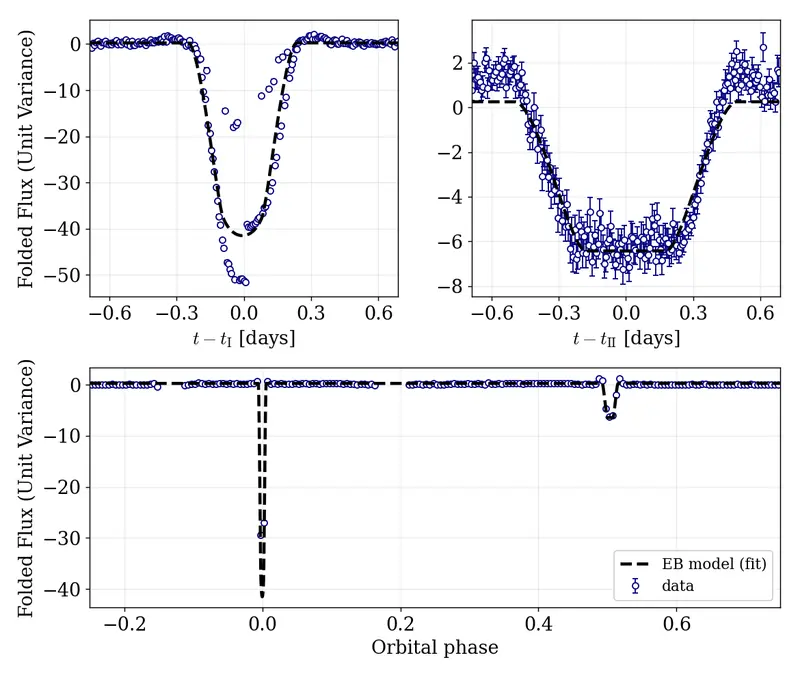 Folded Flux (Unit Variance)
0
−10
−20
−30
−40
−50
−0.6 −0.3 0.0 0.3 0.6
t − tI [days]
2
0
−2
−4
−6
−8
−0.6 −0.3 0.0 0.3 0.6
t − tII [days]
Folded Flux (Unit Variance)
0
−10
−20
−30
−40
EB model (fit)
data
−0.2 0.0 0.2 0.4 0.6
Orbital phase